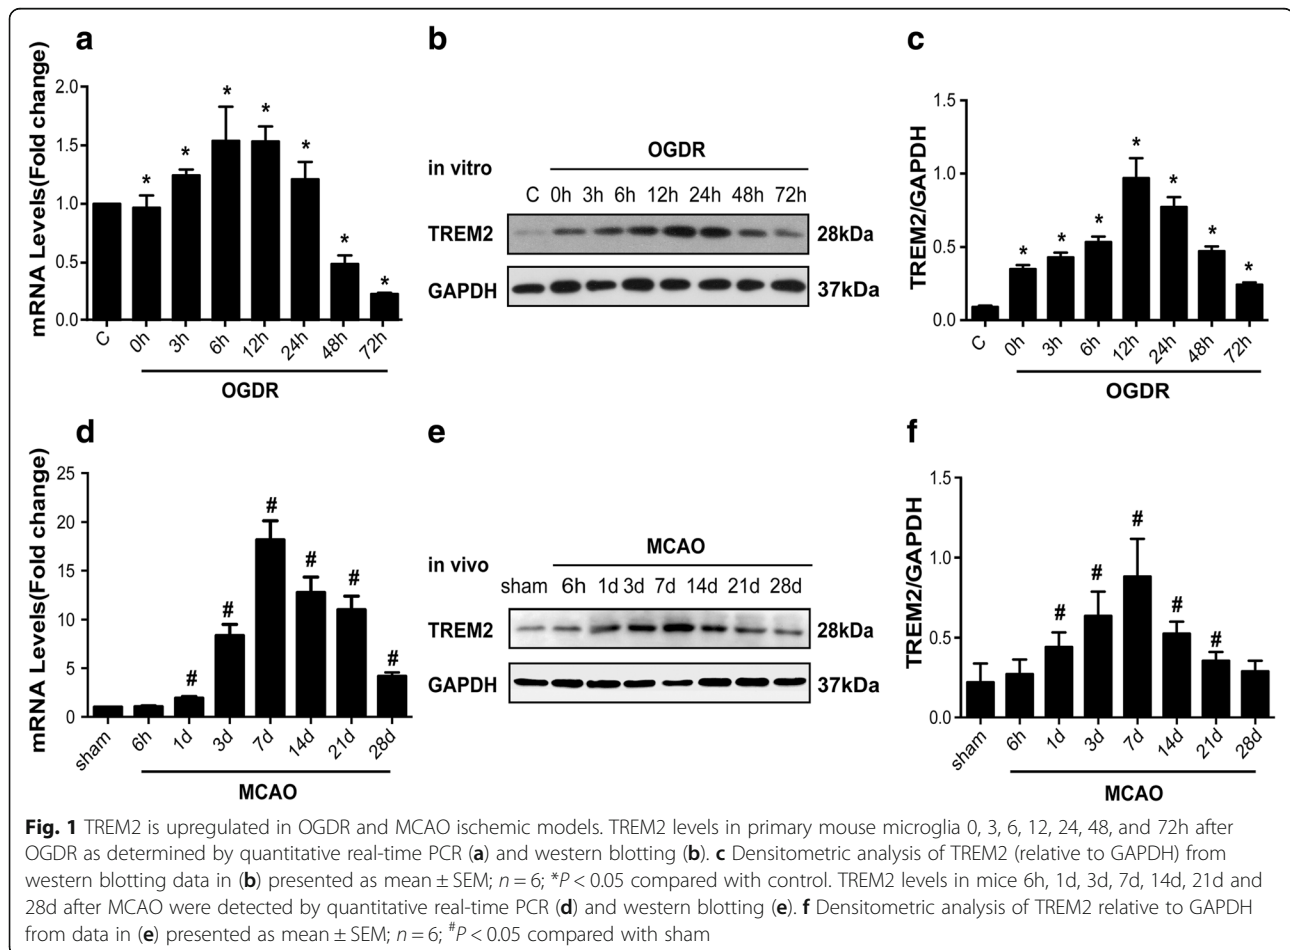 a
mRNA Levels(Fold change)
2.0
1.5
1.0
0.5
0.0
* * * * * * *
C 0h 3h 6h 12h 24h 48h 72h
OGDR
b
in vitro
OGDR
C 0h 3h 6h 12h 24h 48h 72h
TREM2 28kDa
GAPDH 37kDa
c
TREM2/GAPDH
1.5
1.0
0.5
0.0
* * * * * * *
C 0h 3h 6h 12h 24h 48h 72h
OGDR
d
mRNA Levels(Fold change)
25
20
15
10
5
0
# # # # # #
sham 6h 1d 3d 7d 14d 21d 28d
MCAO
e
in vivo
MCAO
sham 6h 1d 3d 7d 14d 21d 28d
TREM2 28kDa
GAPDH 37kDa
f
TREM2/GAPDH
1.5
1.0
0.5
0.0
# # # # #
sham 6h 1d 3d 7d 14d 21d 28d
MCAO
Fig. 1 TREM2 is upregulated in OGDR and MCAO ischemic models. TREM2 levels in primary mouse microglia 0, 3, 6, 12, 24, 48, and 72h after
OGDR as determined by quantitative real-time PCR (a) and western blotting (b). c Densitometric analysis of TREM2 (relative to GAPDH) from
western blotting data in (b) presented as mean ± SEM; n = 6; *P < 0.05 compared with control. TREM2 levels in mice 6h, 1d, 3d, 7d, 14d, 21d and
28d after MCAO were detected by quantitative real-time PCR (d) and western blotting (e). f Densitometric analysis of TREM2 relative to GAPDH
from data in (e) presented as mean ± SEM; n = 6; #P < 0.05 compared with sham